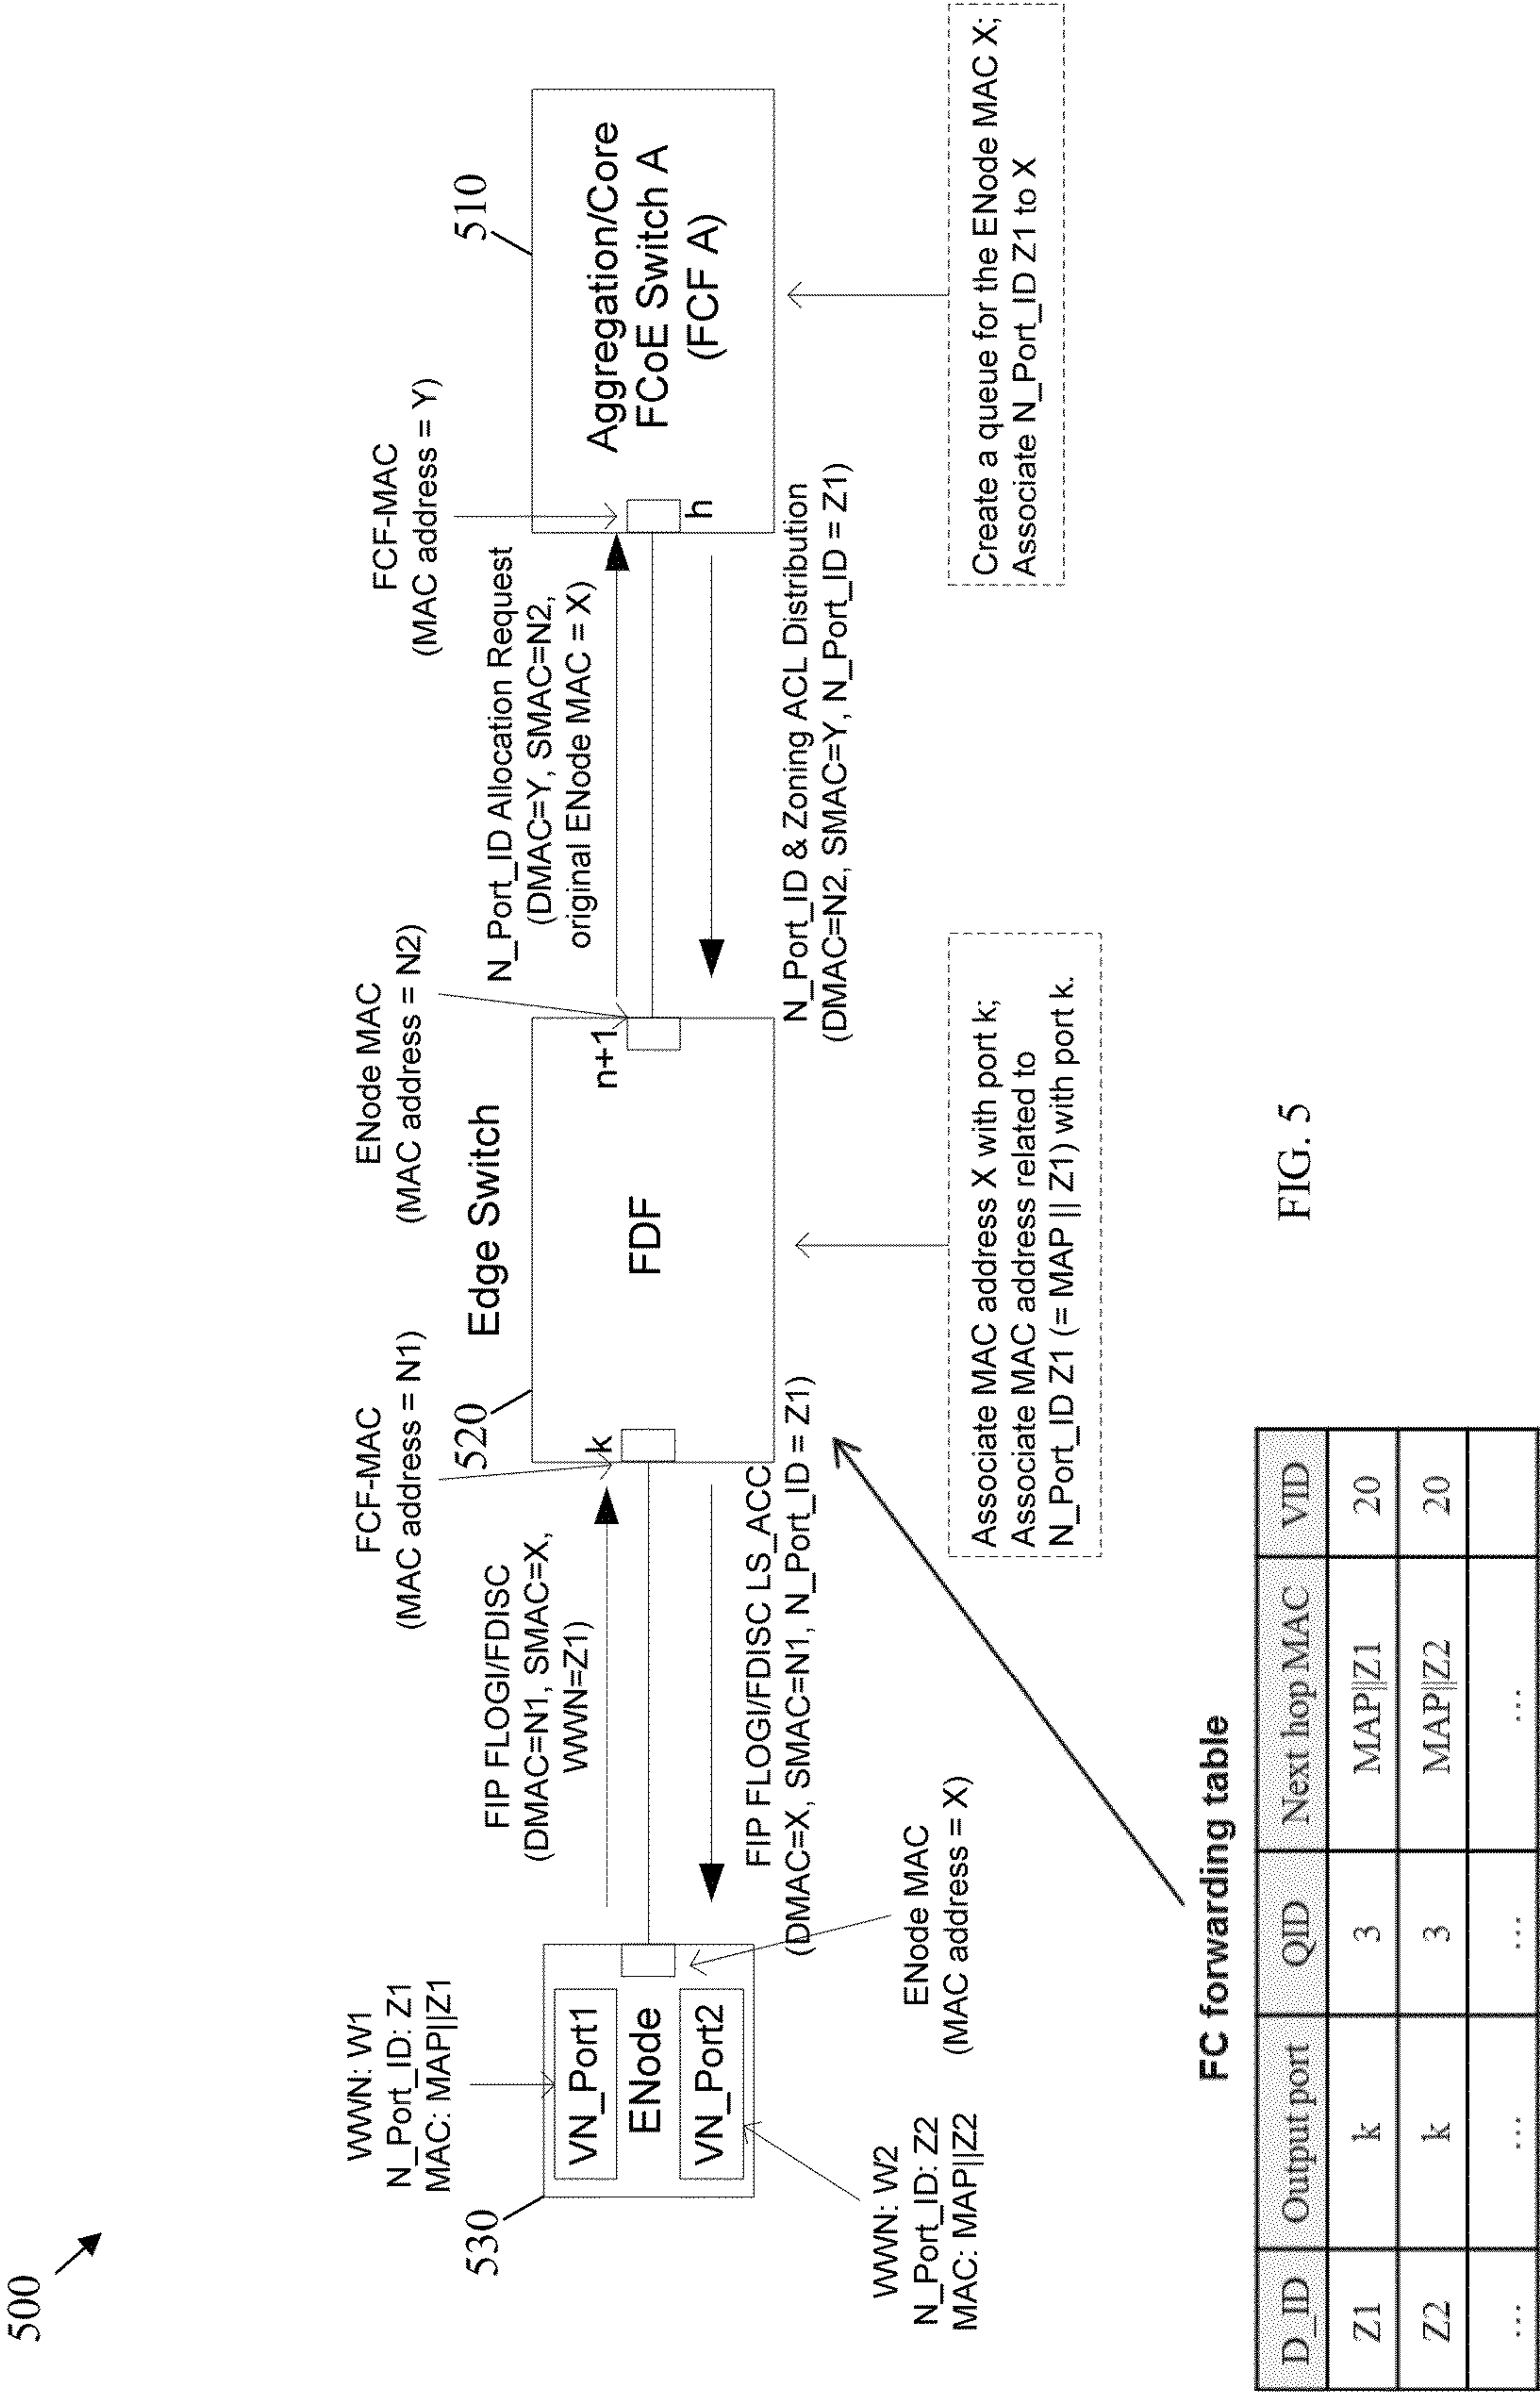 500
WWN: W1
N_Port_ID: Z1
MAC: MAP||Z1
530
VN_Port1
ENode
VN_Port2
WWN: W2
N_Port_ID: Z2
MAC: MAP||Z2
ENode MAC
(MAC address = X)
FIP FLOGI/FDISC
(DMAC=N1, SMAC=X,
WWN=Z1)
FIP FLOGI/FDISC LS_ACC
(DMAC=X, SMAC=N1, N_Port_ID = Z1)
FCF-MAC
(MAC address = N1)
520
Edge Switch
k
FDF
n+1
ENode MAC
(MAC address = N2)
Associate MAC address X with port k;
Associate MAC address related to
N_Port_ID Z1 (= MAP || Z1) with port k.
N_Port_ID Allocation Request
(DMAC=Y, SMAC=N2,
original ENode MAC = X)
N_Port_ID & Zoning ACL Distribution
(DMAC=N2, SMAC=Y, N_Port_ID = Z1)
FCF-MAC
(MAC address = Y)
510
h
Aggregation/Core
FCoE Switch A
(FCF A)
Create a queue for the ENode MAC X;
Associate N_Port_ID Z1 to X
FC forwarding table
D_ID Output port QID Next hop MAC VID
Z1 k 3 MAP||Z1 20
Z2 k 3 MAP||Z2 20
... ... ... ...
FIG. 5